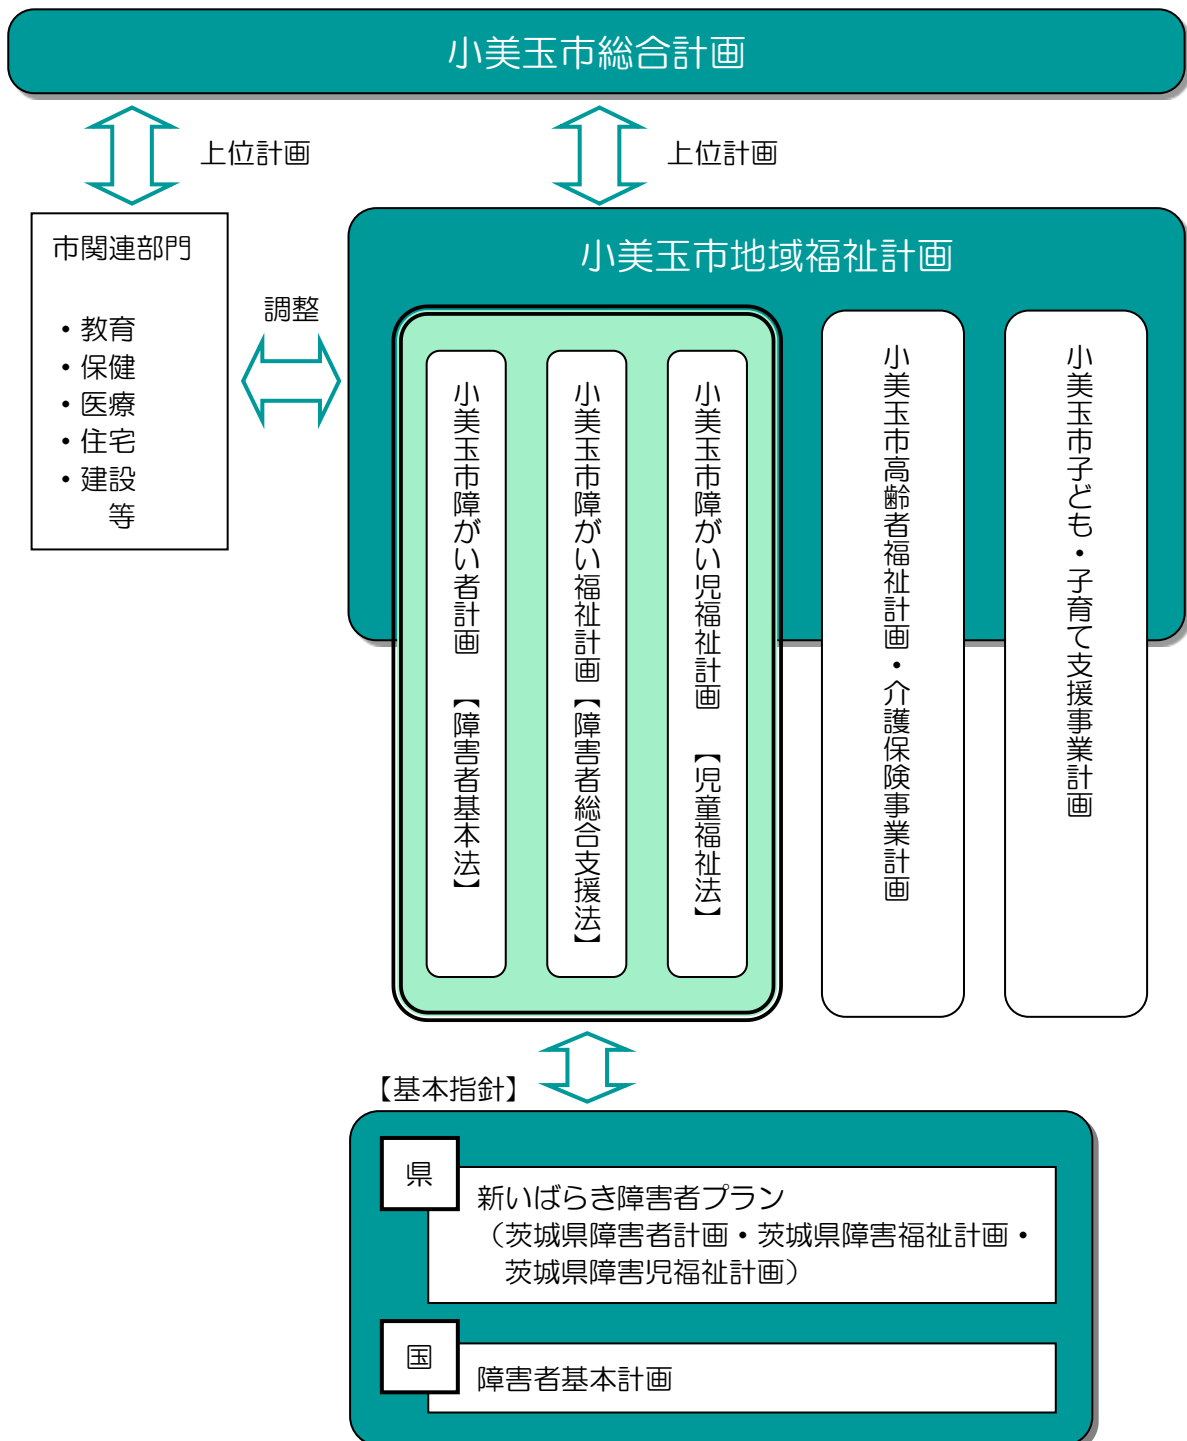 小美玉市総合計画
上位計画
上位計画
市関連部門
・教育
・保健
・医療
・住宅
・建設
等
調整
小美玉市地域福祉計画
小美玉市障がい者計画 【障害者基本法】
小美玉市障がい福祉計画【障害者総合支援法】
小美玉市障がい児福祉計画 【児童福祉法】
小美玉市高齢者福祉計画・介護保険事業計画
小美玉市子ども・子育て支援事業計画
【基本指針】
県
新いばらき障害者プラン
（茨城県障害者計画・茨城県障害福祉計画・
茨城県障害児福祉計画）
国
障害者基本計画